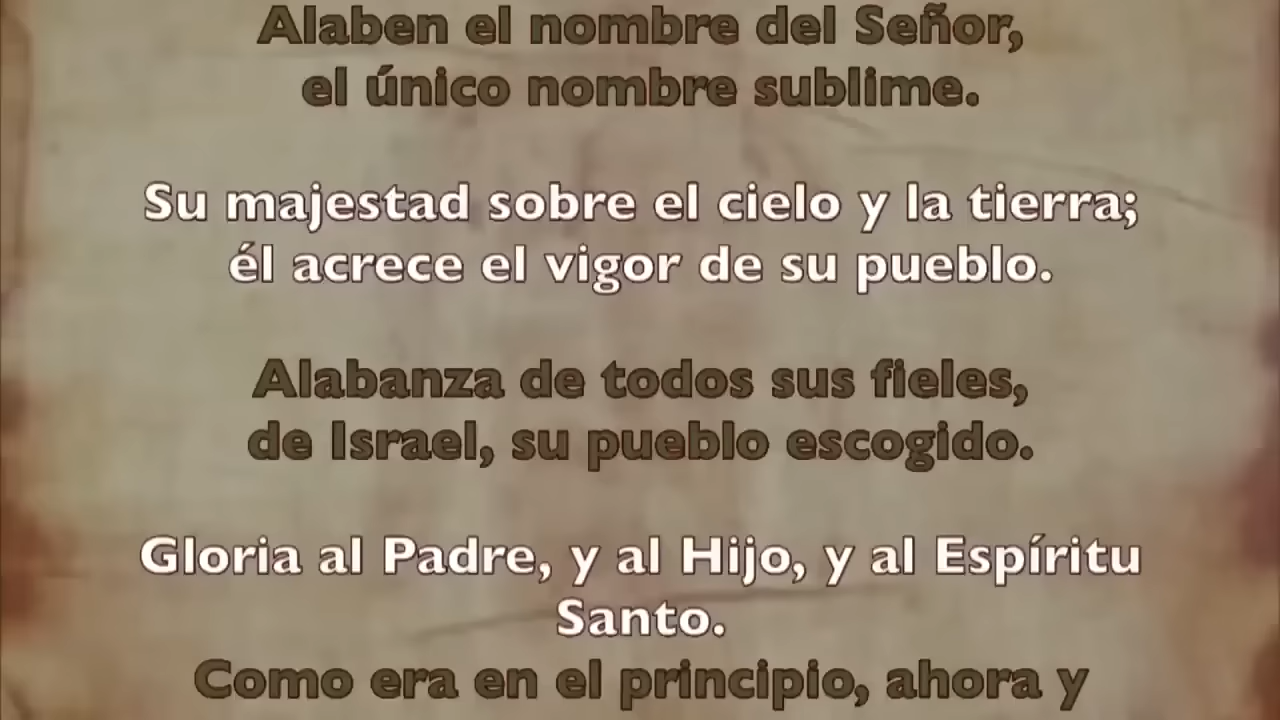 Alaben el nombre del Señor,
el único nombre sublime.
Su majestad sobre el cielo y la tierra;
él acrece el vigor de su pueblo.
Alabanza de todos sus fieles,
de Israel, su pueblo escogido.
Gloria al Padre, y al Hijo, y al Espíritu
Santo.
Como era en el principio, ahora y